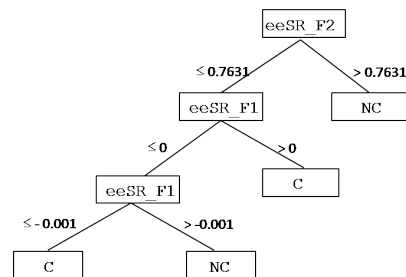 eeSR_F2
≤ 0.7631
> 0.7631
eeSR_F1
NC
≤ 0
> 0
eeSR_F1
C
≤ - 0.001
> -0.001
C
NC